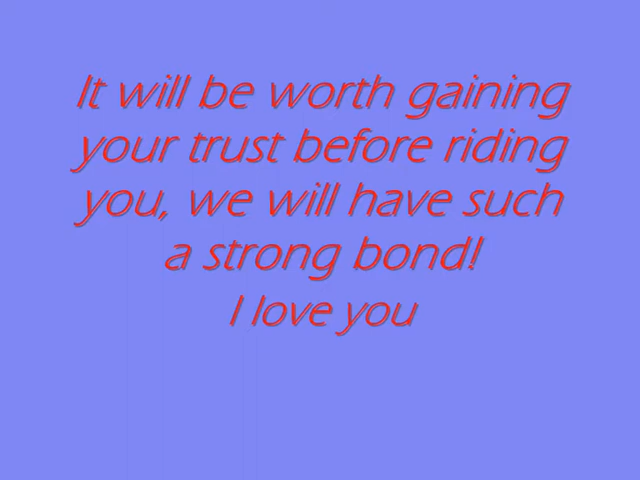 It will be worth gaining
your trust before riding
you, we will have such
a strong bond!
I love you